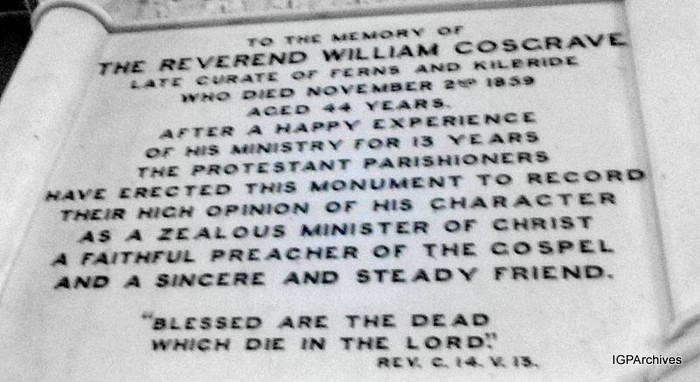 TO THE MEMORY OF
THE REVEREND WILLIAM COSGRAVE
LATE CURATE OF FERNS AND KILBRIDE
WHO DIED NOVEMBER 2ND 1859
AGED 44 YEARS.
AFTER A HAPPY EXPERIENCE
OF HIS MINISTRY FOR 13 YEARS
THE PROTESTANT PARISHIONERS
HAVE ERECTED THIS MONUMENT TO RECORD
THEIR HIGH OPINION OF HIS CHARACTER
AS A ZEALOUS MINISTER OF CHRIST
A FAITHFUL PREACHER OF THE GOSPEL
AND A SINCERE AND STEADY FRIEND.
"BLESSED ARE THE DEAD
WHICH DIE IN THE LORD."
REV. C. 14. V. 13.
IGPArchives